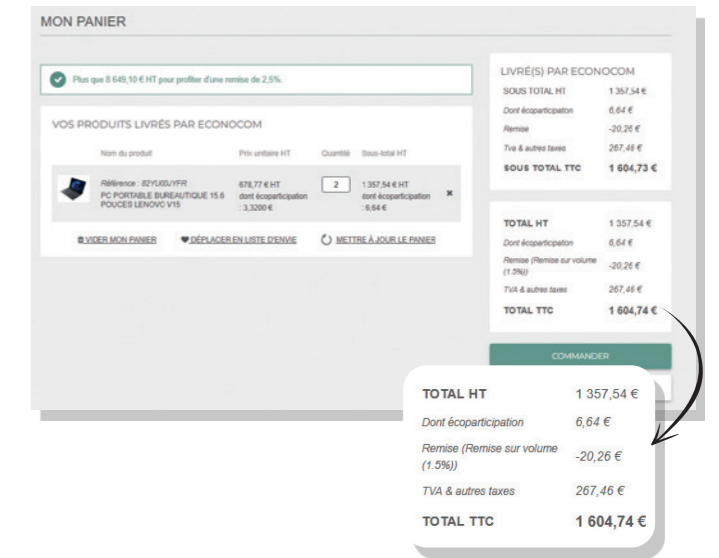 MON PANIER
Plus que 8 649,10 € HT pour profiter d'une remise de 2,5%.
VOS PRODUITS LIVRÉS PAR ECONOCOM
Nom du produit Prix unitaire HT Quantité Sous-total HT
Référence : 82YU00JYFR
PC PORTABLE BUREAUTIQUE 15.6
POUCES LENOVO V15
678,77 € HT
dont écoparticipation
: 3,3200 €
2
1 357,54 € HT
dont écoparticipation
: 6,64 €
VIDER MON PANIER DÉPLACER EN LISTE D'ENVIE METTRE À JOUR LE PANIER
LIVRÉ(S) PAR ECONOCOM
SOUS TOTAL HT 1 357,54 €
Dont écoparticipation 6,64 €
Remise -20,26 €
Tva & autres taxes 267,46 €
SOUS TOTAL TTC 1 604,73 €
TOTAL HT 1 357,54 €
Dont écoparticipation 6,64 €
Remise (Remise sur volume
(1.5%)) -20,26 €
TVA & autres taxes 267,46 €
TOTAL TTC 1 604,74 €
COMMANDER
TOTAL HT 1 357,54 €
Dont écoparticipation 6,64 €
Remise (Remise sur volume
(1.5%)) -20,26 €
TVA & autres taxes 267,46 €
TOTAL TTC 1 604,74 €